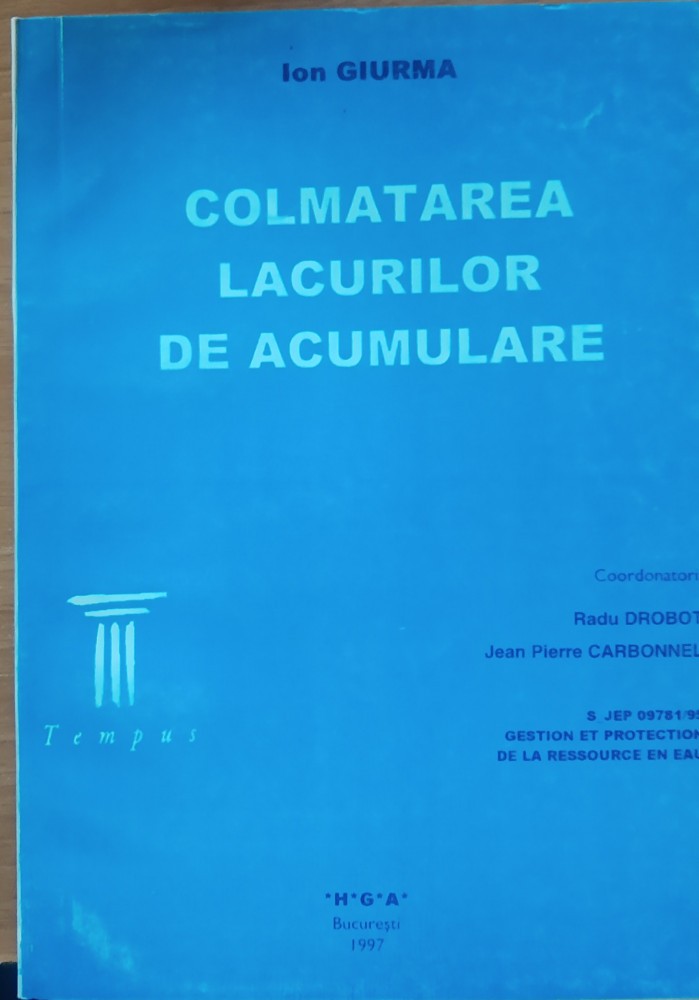 Ion GIURMA
COLMATAREA
LACURILOR
DE ACUMULARE
Coordonatori
Radu DROBOT
Jean Pierre CARBONNEL
Tempus
S_JEP 09781/95
GESTION ET PROTECTION
DE LA RESSOURCE EN EAU
*H*G*A*
București
1997